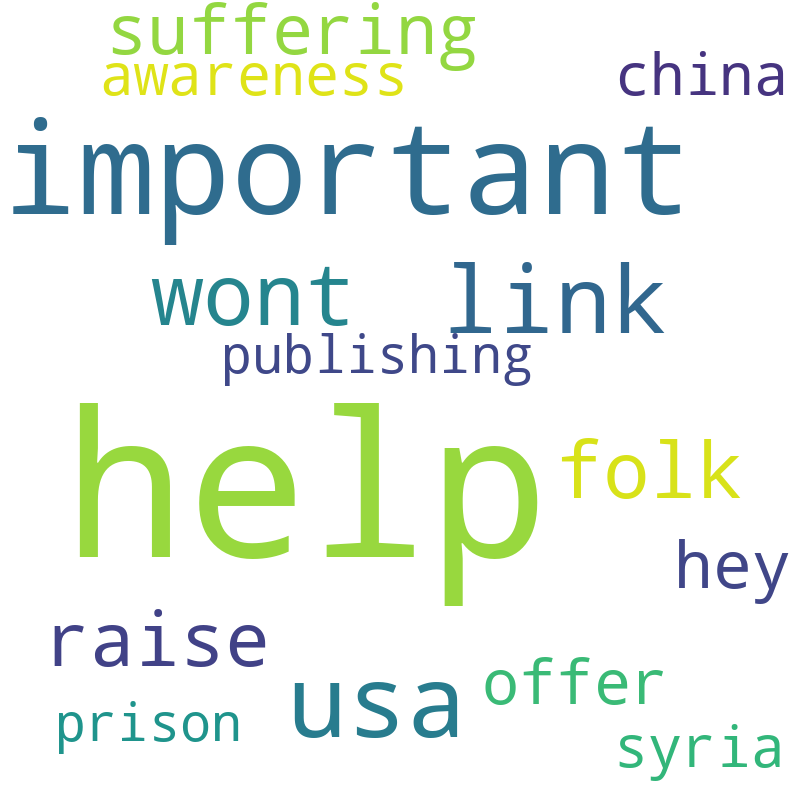 suffering
awareness china
important
wont link
publishing
help folk
hey
raise offer
prison usa syria